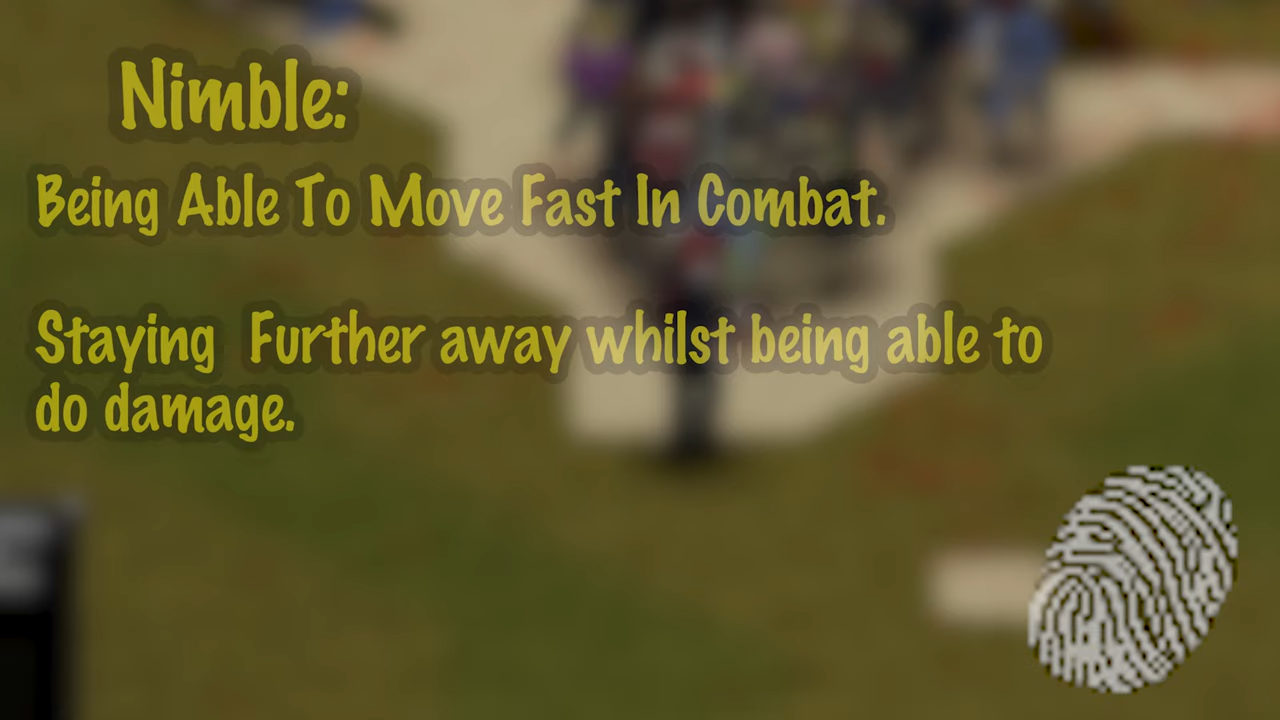 Nimble:
Being Able To Move Fast In Combat.
Staying Further away whilst being able to
do damage.